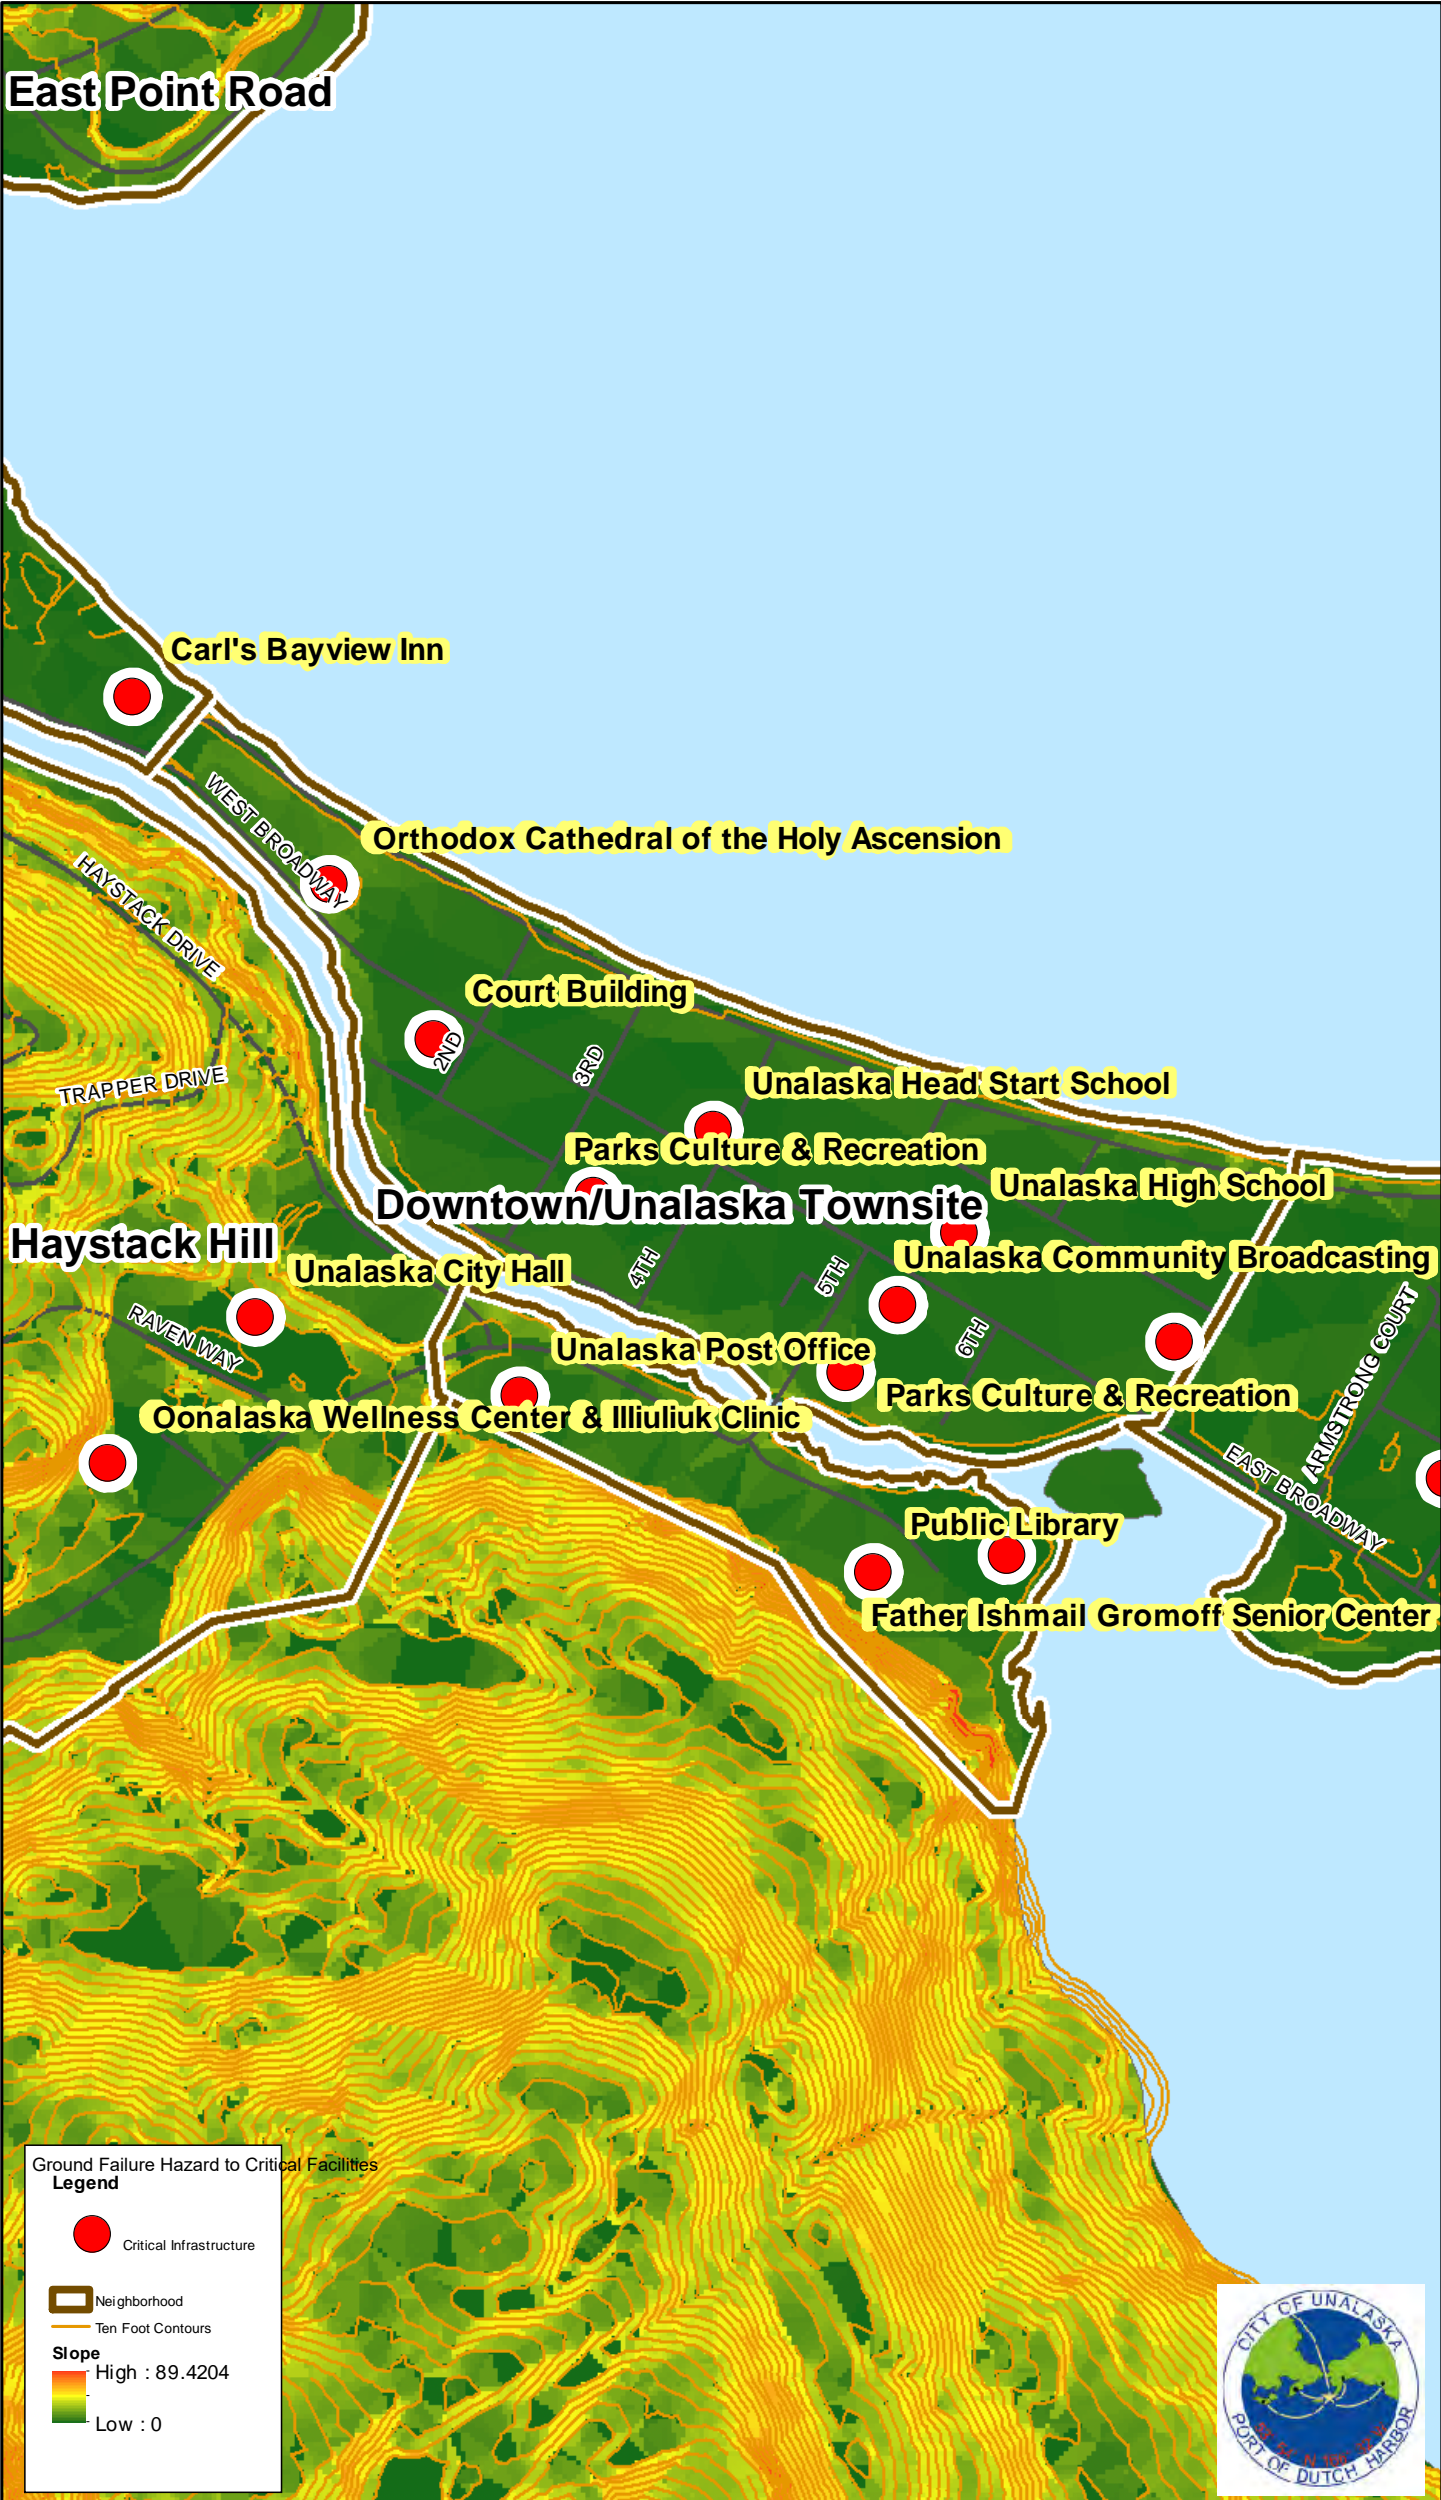 East Point Road
Carl's Bayview Inn
WEST BROADWAY
Orthodox Cathedral of the Holy Ascension
HAYSTACK DRIVE
Court Building
2ND
3RD
TRAPPER DRIVE
Unalaska Head Start School
Parks Culture & Recreation
Unalaska High School
Downtown/Unalaska Townsite
Haystack Hill
Unalaska City Hall
4TH
5TH
Unalaska Community Broadcasting
RAVEN WAY
6TH
Unalaska Post Office
ARMSTRONG COURT
Parks Culture & Recreation
Oonalaska Wellness Center & Illiuliuk Clinic
EAST BROADWAY
Public Library
Father Ishmail Gromoff Senior Center
Ground Failure Hazard to Critical Facilities
Legend
Critical Infrastructure
Neighborhood
Ten Foot Contours
Slope
High : 89.4204
Low : 0
CITY OF UNALASKA
PORT OF DUTCH HARBOR